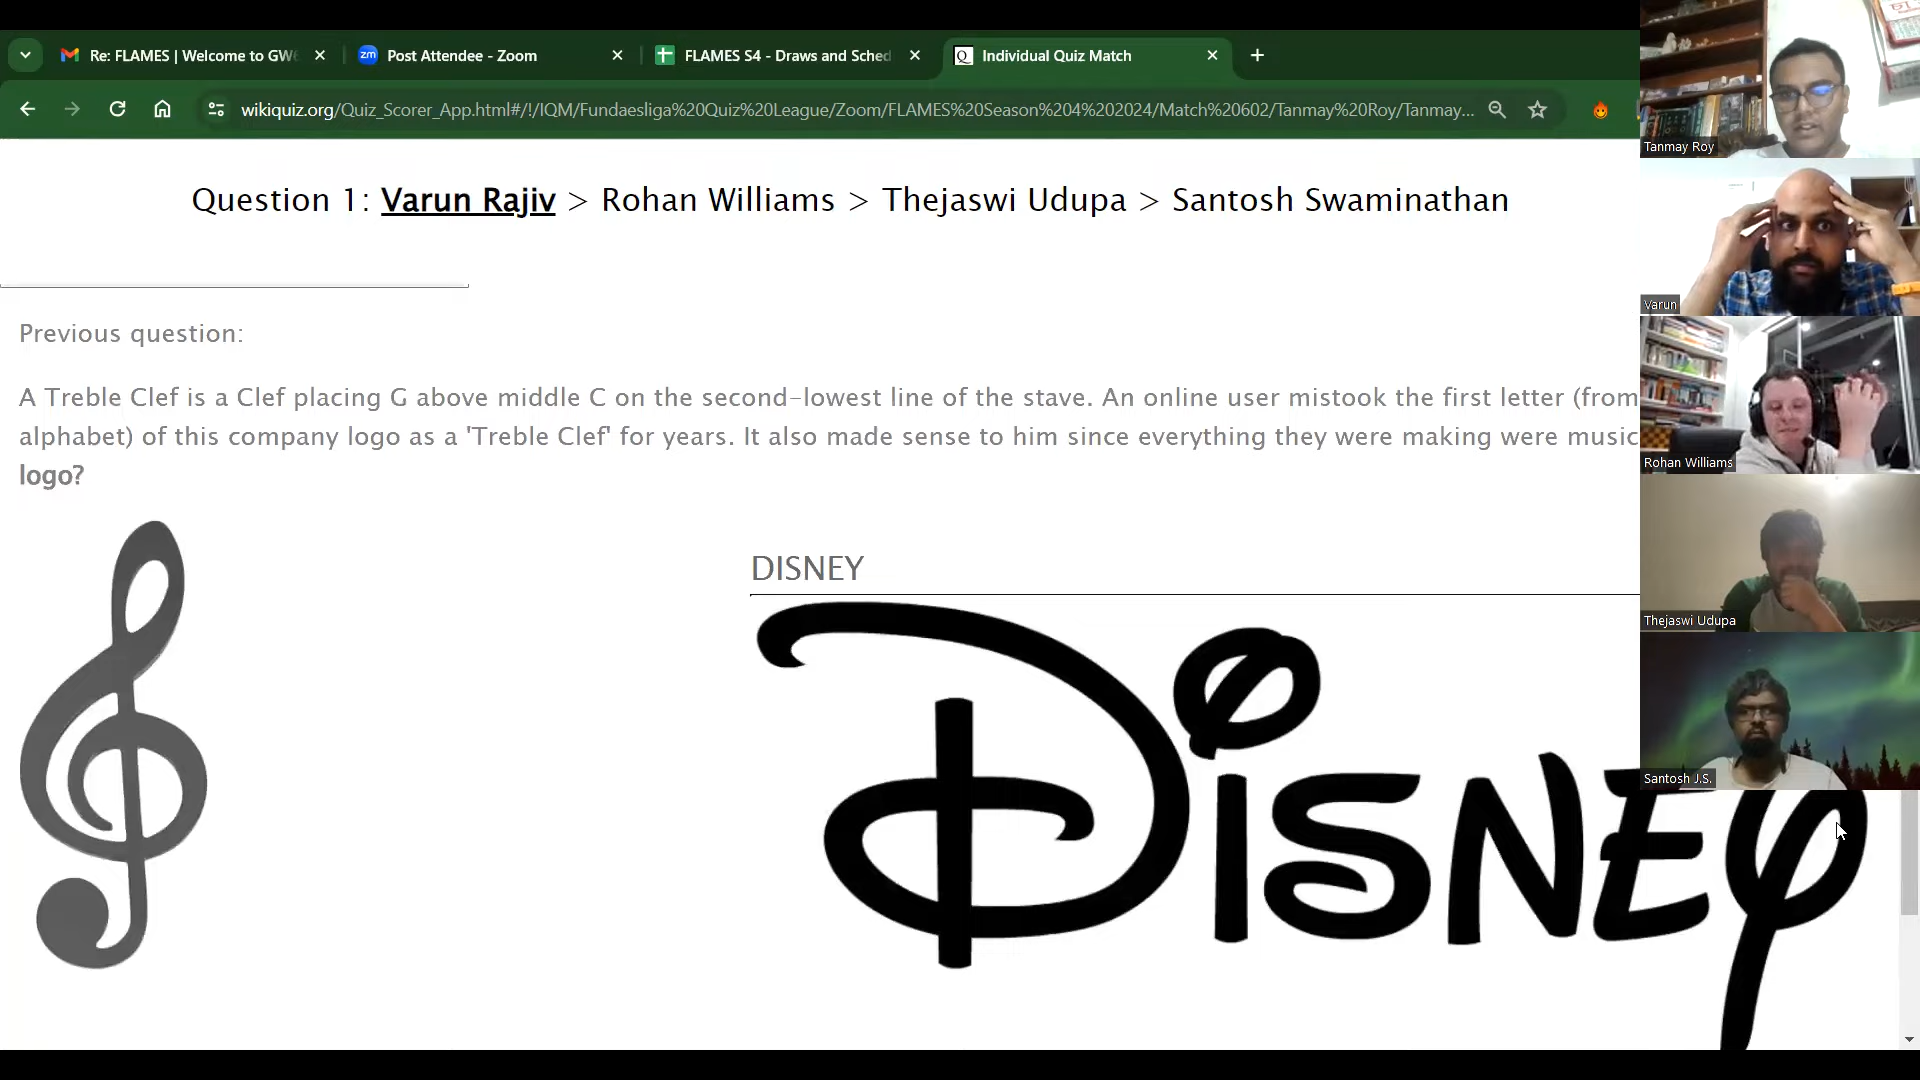 Re: FLAMES | Welcome to GW
Post Attendee - Zoom
FLAMES S4 - Draws and Sched
Individual Quiz Match
wikiquiz.org/Quiz_Scorer_App.html#/!/IQM/Fundaesliga%20Quiz%20League/Zoom/FLAMES%20Season%204%202024/Match%20602/Tanmay%20Roy/Tanmay...
Question 1: Varun Rajiv > Rohan Williams > Thejaswi Udupa > Santosh Swaminathan
Previous question:
A Treble Clef is a Clef placing G above middle C on the second-lowest line of the stave. An online user mistook the first letter (from
alphabet) of this company logo as a 'Treble Clef' for years. It also made sense to him since everything they were making were music
logo?
DISNEY
DISNEY
Tanmay Roy
Varun
Rohan Williams
Thejaswi Udupa
Santosh J.S.